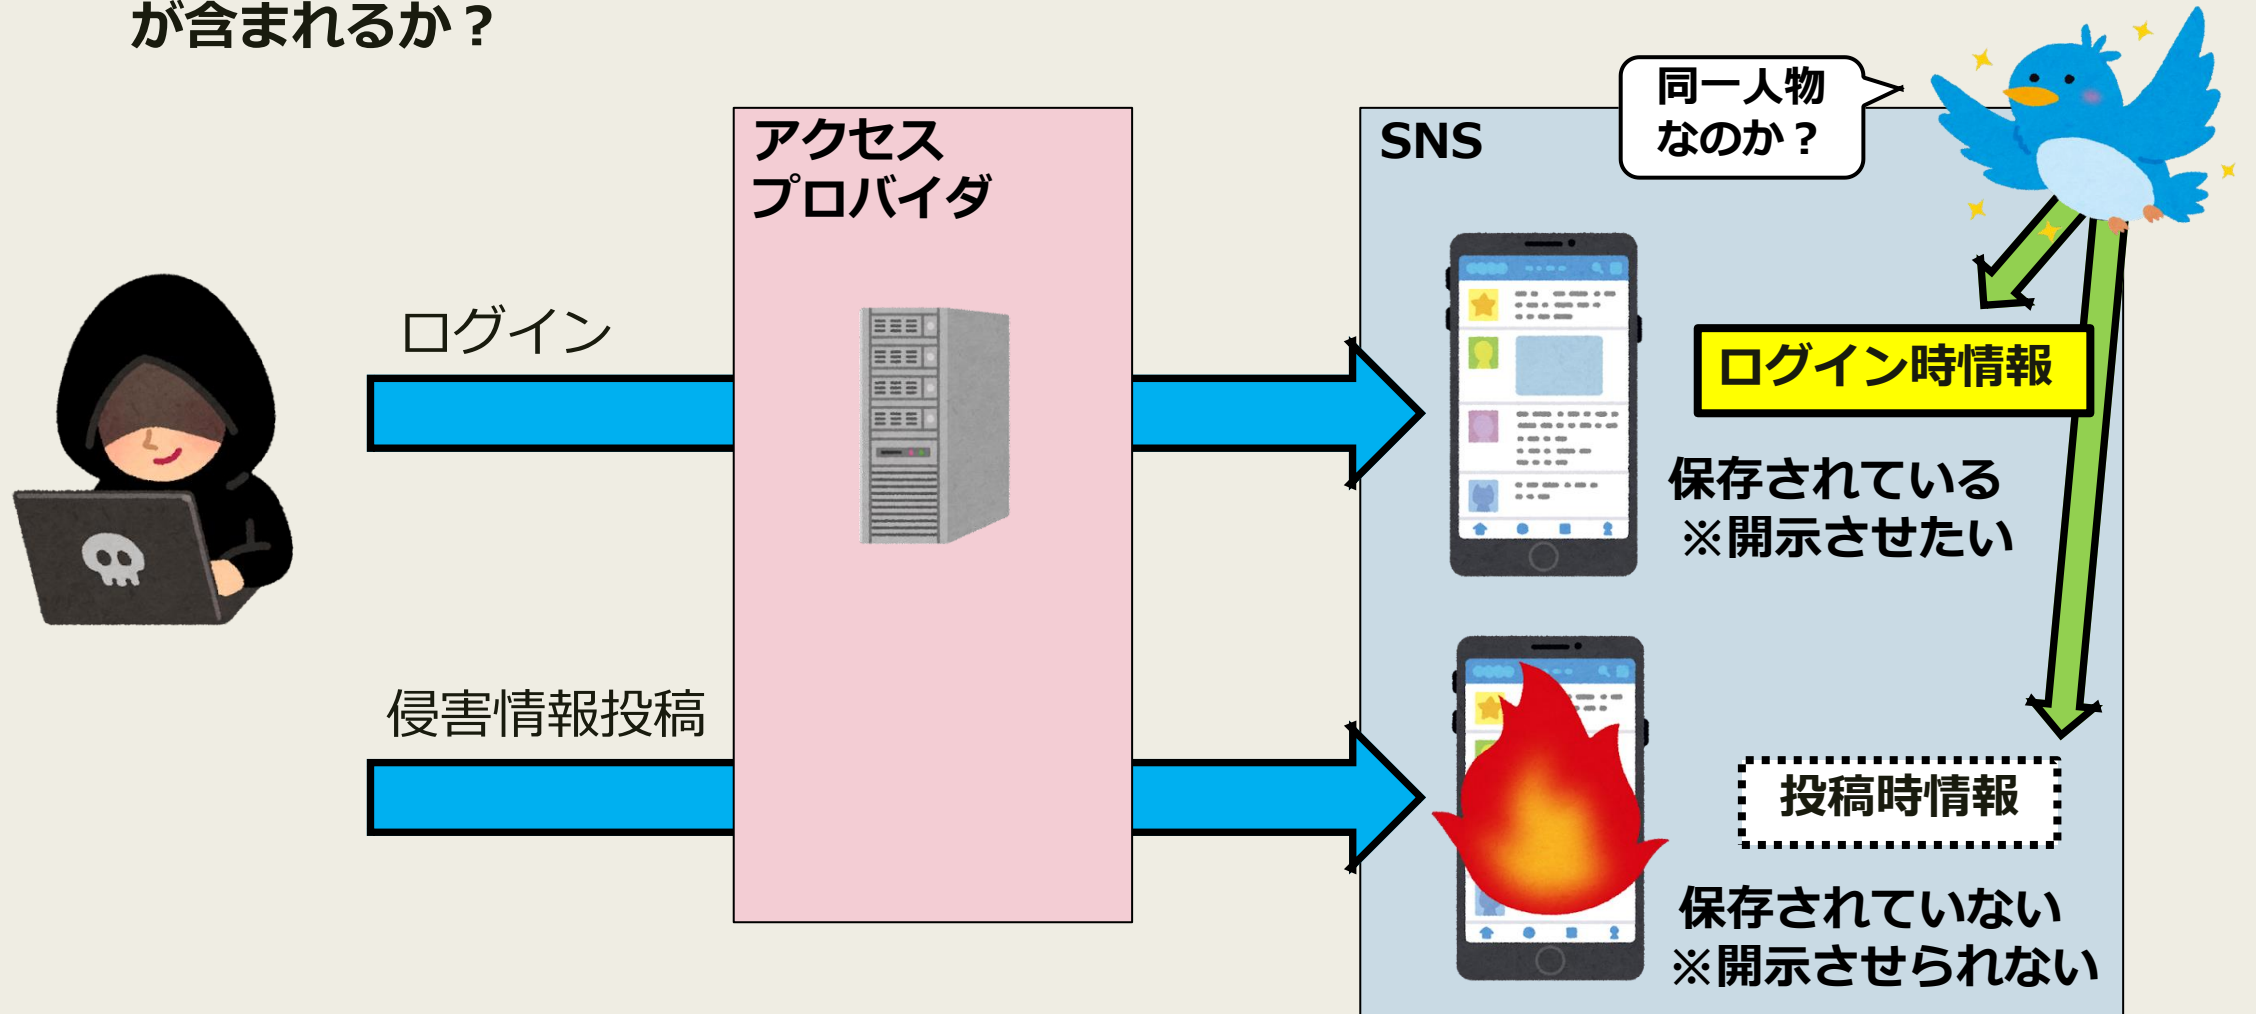 が含まれるか？
同一人物
なのか？
アクセス
プロバイダ
SNS
ログイン
ログイン時情報
保存されている
※開示させたい
侵害情報投稿
投稿時情報
保存されていない
※開示させられない